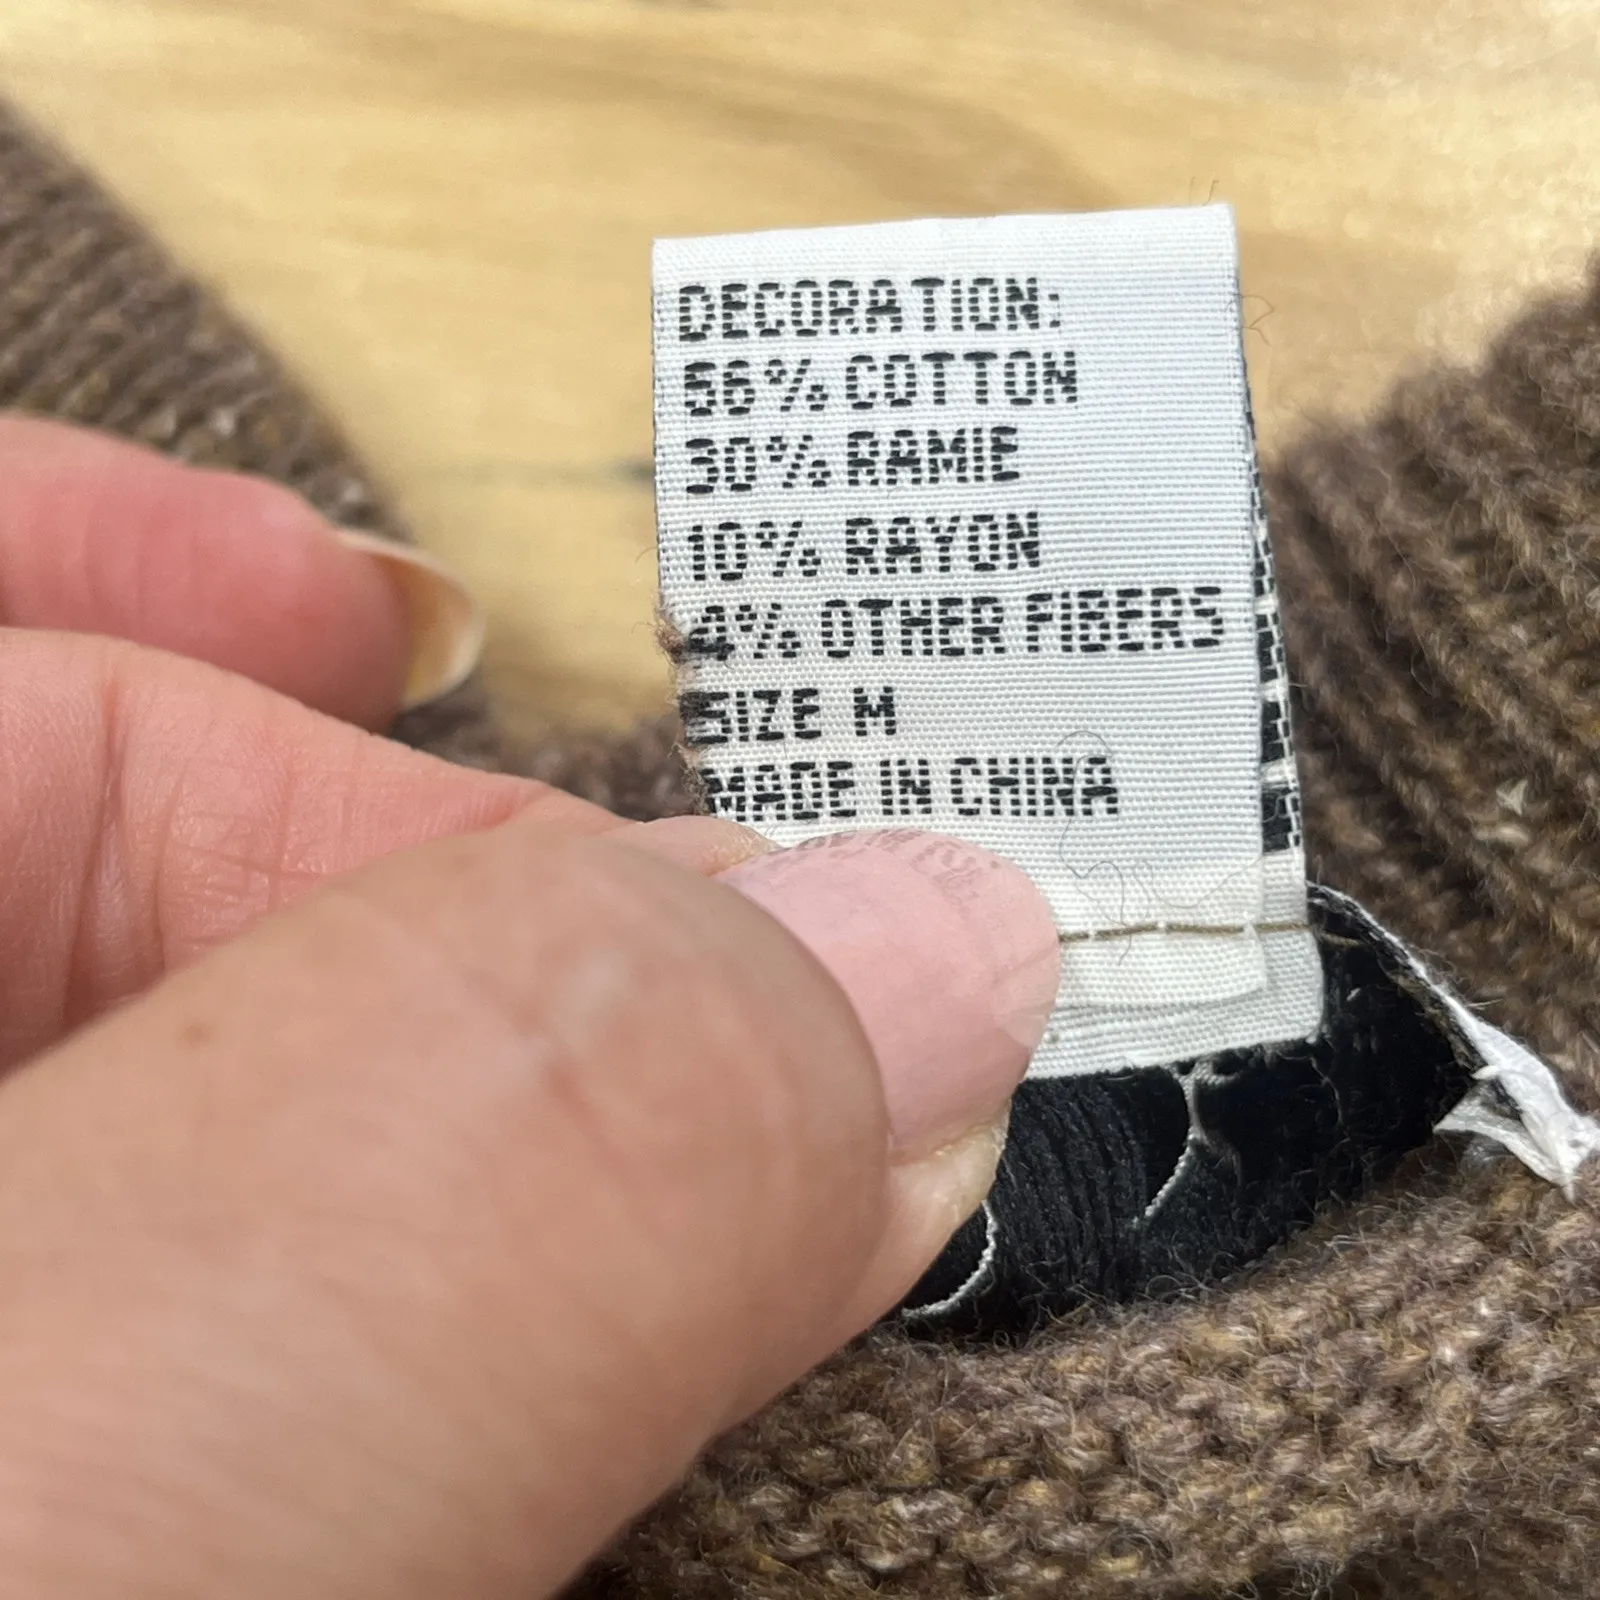 DECORATION:
56% COTTON
30% RAMIE
10% RAYON
4% OTHER FIBERS
SIZE M
MADE IN CHINA